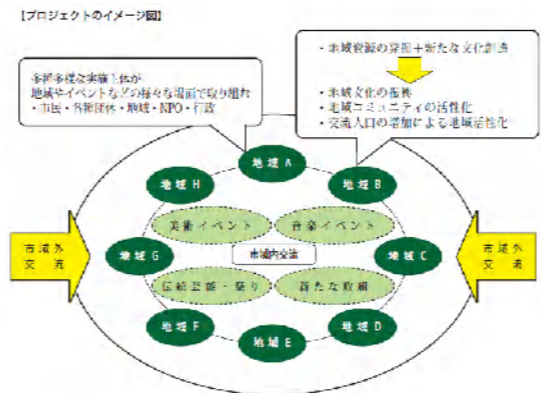 【プロジェクトのイメージ図】
多種多様な実施主体が
地域やイベントなどの様々な場面で取り組む
・市民・各種団体・地域・NPO・行政
・地域資源の発掘＋新たな文化創造
・地域文化の振興
・地域コミュニティの活性化
・交流人口の増加による地域活性化
地域A
地域H
地域B
美術イベント
音楽イベント
市域外
交流
地域G
市域内交流
地域C
市域外
交流
伝統芸能・祭り
新たな取組
地域F
地域D
地域E